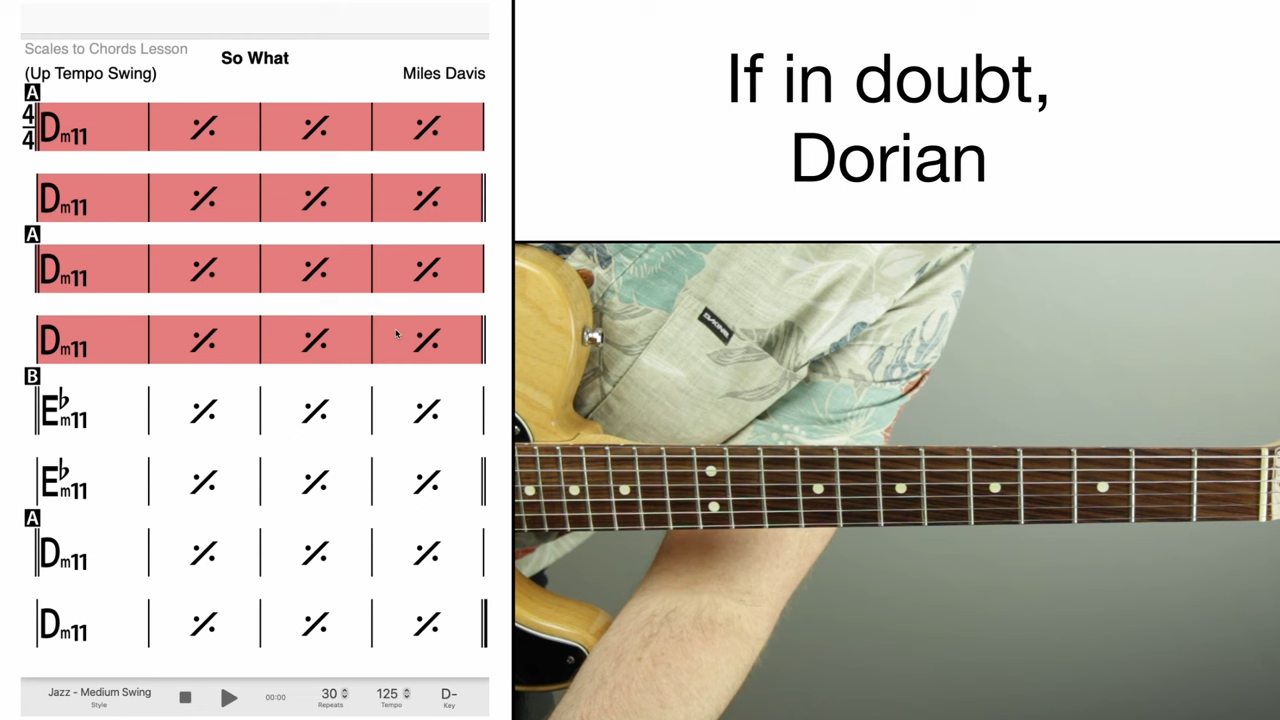 Scales to Chords Lesson
So What
(Up Tempo Swing)
Miles Davis
A
4/4 Dm11 𝄎 𝄎 𝄎
Dm11 𝄎 𝄎 𝄎
A
Dm11 𝄎 𝄎 𝄎
Dm11 𝄎 𝄎 𝄎
B
E♭m11 𝄎 𝄎 𝄎
E♭m11 𝄎 𝄎 𝄎
A
Dm11 𝄎 𝄎 𝄎
Dm11 𝄎 𝄎 𝄎
Jazz - Medium Swing
Style
00:00
30
Repeats
125
Tempo
D-
Key
If in doubt,
Dorian
DAKINE